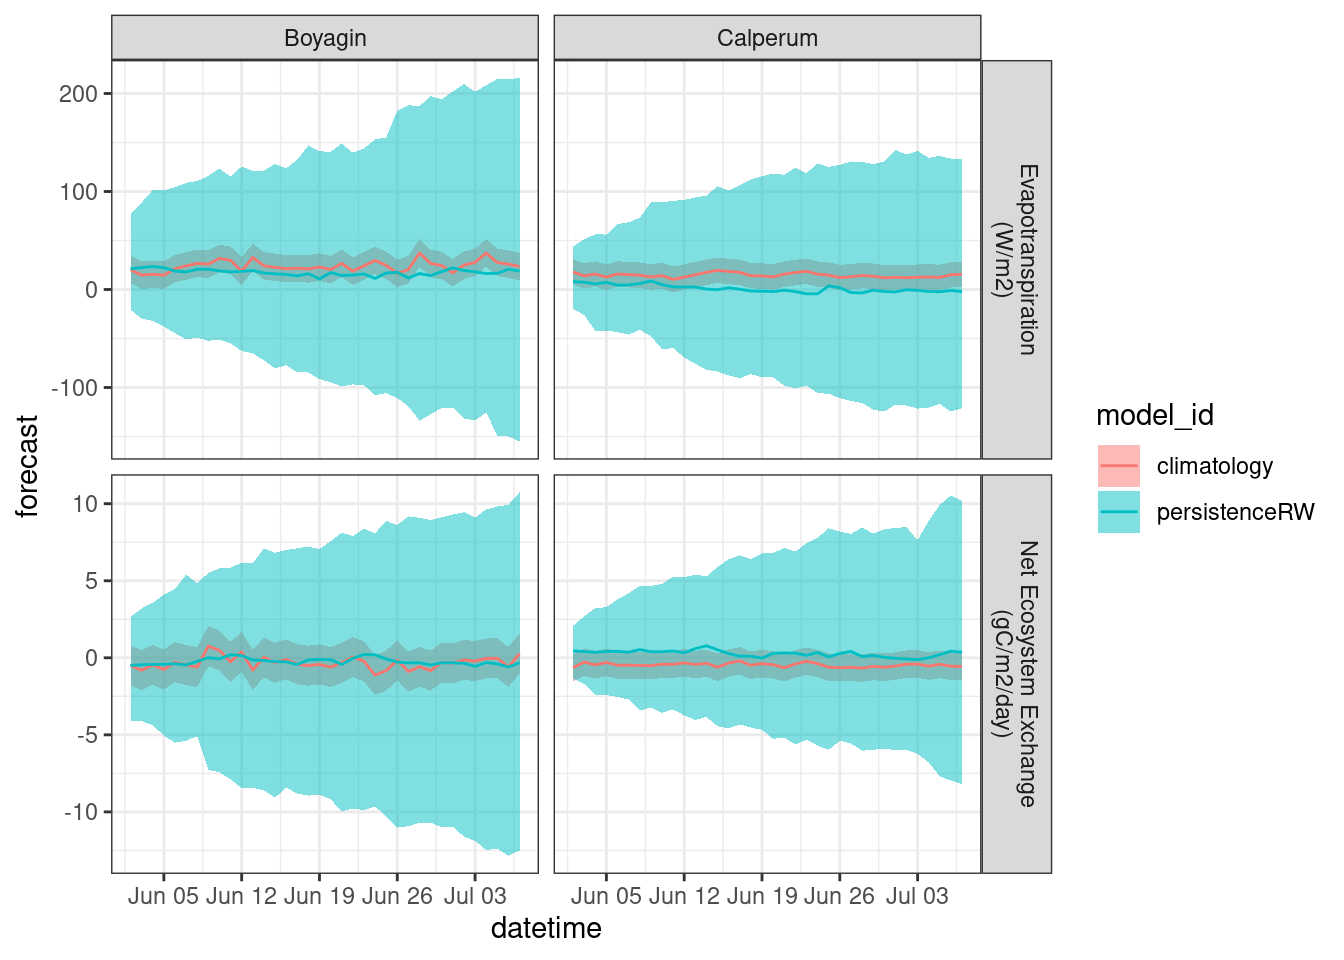 Boyagin
Calperum
200
100
0
-100
Evapotranspiration
(W/m2)
10
5
0
-5
-10
Net Ecosystem Exchange
(gC/m2/day)
forecast
Jun 05 Jun 12 Jun 19 Jun 26 Jul 03
Jun 05 Jun 12 Jun 19 Jun 26 Jul 03
datetime
model_id
climatology
persistenceRW